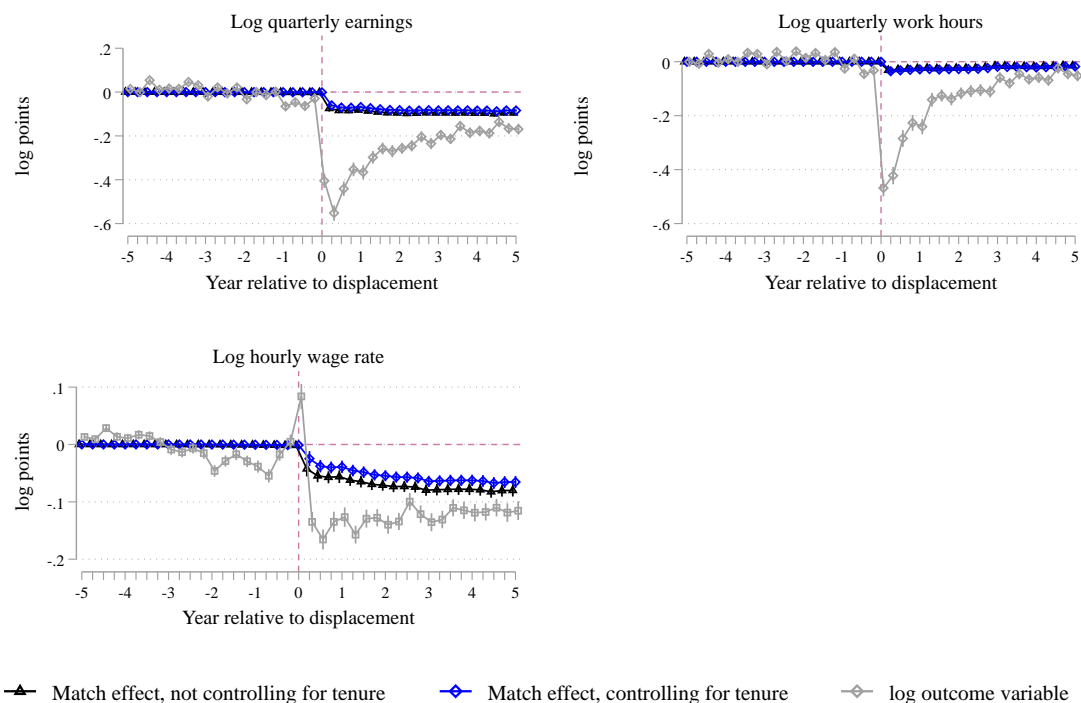 Log quarterly earnings
.2
0
-.2
-.4
-.6
log points
-5 -4 -3 -2 -1 0 1 2 3 4 5
Year relative to displacement
Log quarterly work hours
0
-.2
-.4
-.6
log points
-5 -4 -3 -2 -1 0 1 2 3 4 5
Year relative to displacement
Log hourly wage rate
.1
0
-.1
-.2
log points
-5 -4 -3 -2 -1 0 1 2 3 4 5
Year relative to displacement
Match effect, not controlling for tenure Match effect, controlling for tenure log outcome variable